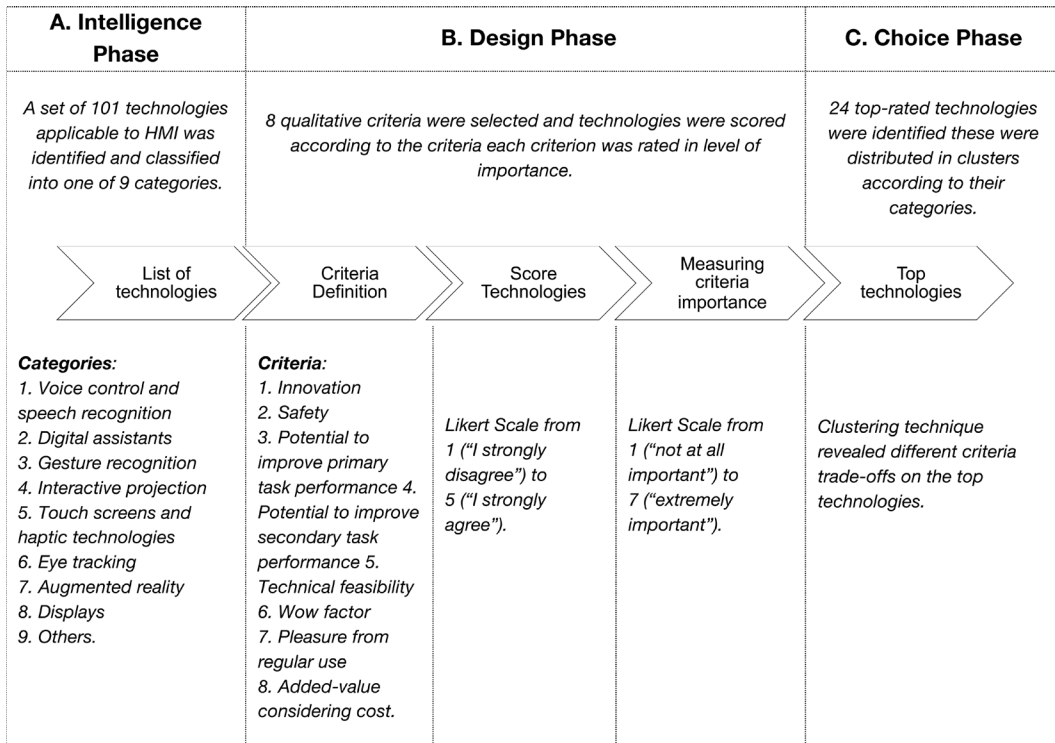 A. Intelligence
Phase
B. Design Phase
C. Choice Phase
A set of 101 technologies
applicable to HMI was
identified and classified
into one of 9 categories.
8 qualitative criteria were selected and technologies were scored
according to the criteria each criterion was rated in level of
importance.
24 top-rated technologies
were identified these were
distributed in clusters
according to their
categories.
List of
technologies
Criteria
Definition
Score
Technologies
Measuring
criteria
importance
Top
technologies
Categories:
1. Voice control and
speech recognition
2. Digital assistants
3. Gesture recognition
4. Interactive projection
5. Touch screens and
haptic technologies
6. Eye tracking
7. Augmented reality
8. Displays
9. Others.
Criteria:
1. Innovation
2. Safety
3. Potential to
improve primary
task performance 4.
Potential to improve
secondary task
performance 5.
Technical feasibility
6. Wow factor
7. Pleasure from
regular use
8. Added-value
considering cost.
Likert Scale from
1 (“I strongly
disagree”) to
5 (“I strongly
agree”).
Likert Scale from
1 (“not at all
important”) to
7 (“extremely
important”).
Clustering technique
revealed different criteria
trade-offs on the top
technologies.